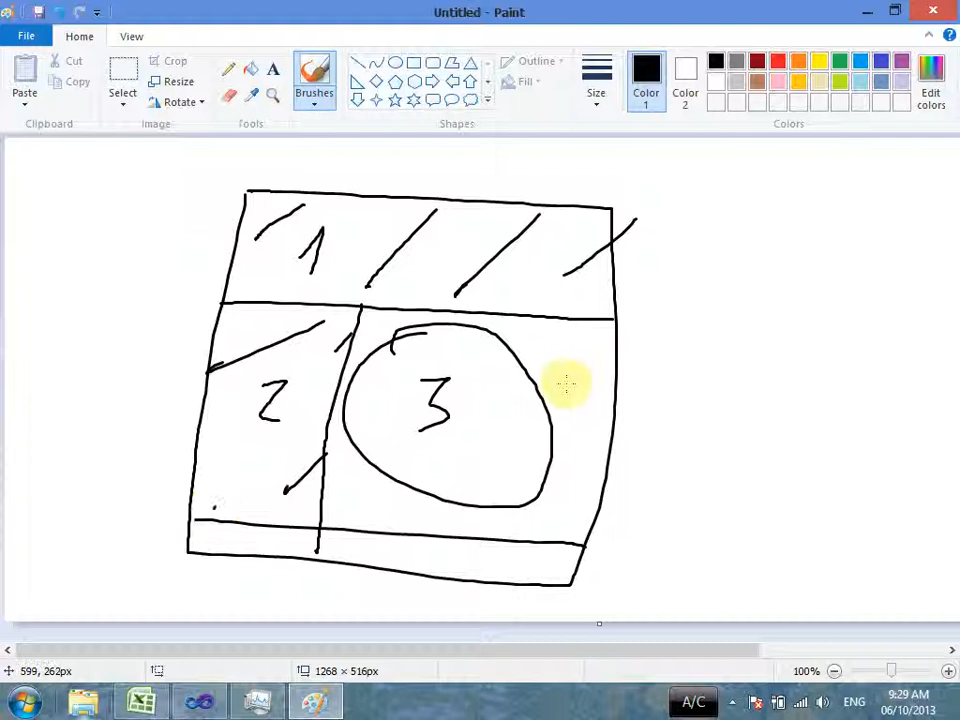 Untitled - Paint
File
Home
View
Paste
Cut
Copy
Clipboard
Select
Crop
Resize
Rotate
Image
A
Tools
Brushes
Shapes
Outline
Fill
Size
Color 1
Color 2
Edit colors
Colors
1
2
3
599, 262px
1268 × 516px
100%
A/C
ENG
9:29 AM
06/10/2013